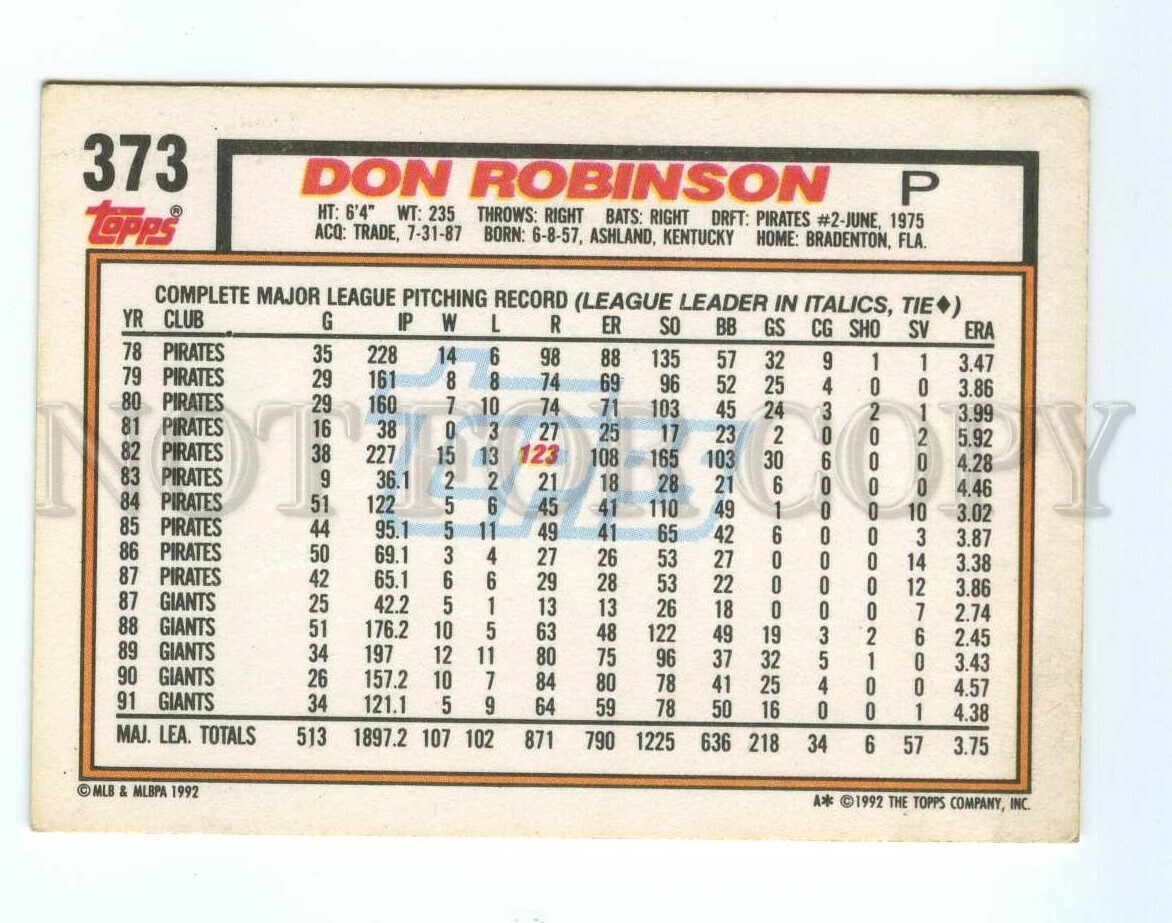 373
DON ROBINSON P
Topps®
HT: 6'4" WT: 235 THROWS: RIGHT BATS: RIGHT DRFT: PIRATES #2-JUNE, 1975
ACQ: TRADE, 7-31-87 BORN: 6-8-57, ASHLAND, KENTUCKY HOME: BRADENTON, FLA.
COMPLETE MAJOR LEAGUE PITCHING RECORD (LEAGUE LEADER IN ITALICS, TIE♦)
YR CLUB G IP W L R ER SO BB GS CG SHO SV ERA
78 PIRATES 35 228 14 6 98 88 135 57 32 9 1 1 3.47
79 PIRATES 29 161 8 8 74 69 96 52 25 4 0 0 3.86
80 PIRATES 29 160 7 10 74 71 103 45 24 3 2 1 3.99
81 PIRATES 16 38 0 3 27 25 17 23 2 0 0 2 5.92
82 PIRATES 38 227 15 13 123 108 165 103 30 6 0 0 4.28
83 PIRATES 9 36.1 2 2 21 18 28 21 6 0 0 0 4.46
84 PIRATES 51 122 5 6 45 41 110 49 1 0 0 10 3.02
85 PIRATES 44 95.1 5 11 49 41 65 42 6 0 0 3 3.87
86 PIRATES 50 69.1 3 4 27 26 53 27 0 0 0 14 3.38
87 PIRATES 42 65.1 6 6 29 28 53 22 0 0 0 12 3.86
87 GIANTS 25 42.2 5 1 13 13 26 18 0 0 0 7 2.74
88 GIANTS 51 176.2 10 5 63 48 122 49 19 3 2 6 2.45
89 GIANTS 34 197 12 11 80 75 96 37 32 5 1 0 3.43
90 GIANTS 26 157.2 10 7 84 80 78 41 25 4 0 0 4.57
91 GIANTS 34 121.1 5 9 64 59 78 50 16 0 0 1 4.38
MAJ. LEA. TOTALS 513 1897.2 107 102 871 790 1225 636 218 34 6 57 3.75
Topps
NOT FOR COPY
© MLB & MLBPA 1992
A* ©1992 THE TOPPS COMPANY, INC.